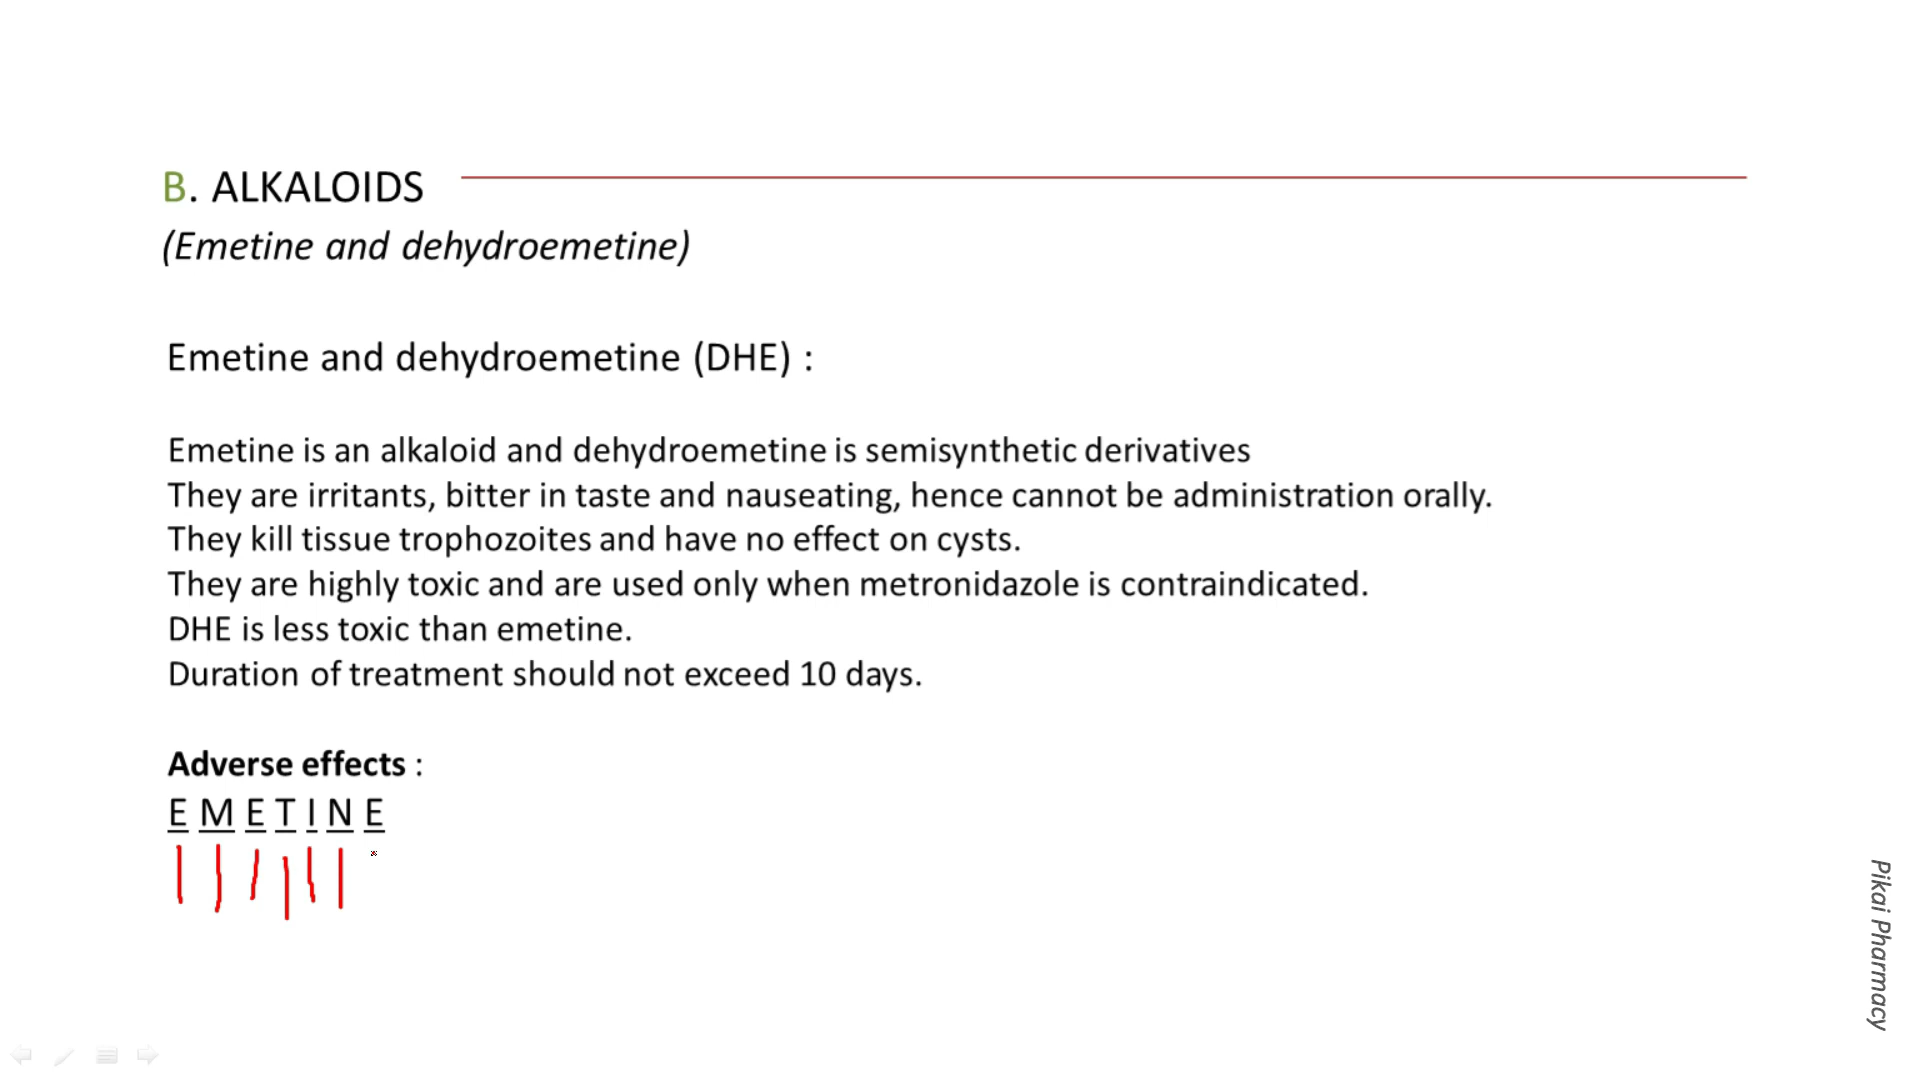 B. ALKALOIDS
(Emetine and dehydroemetine)
Emetine and dehydroemetine (DHE) :
Emetine is an alkaloid and dehydroemetine is semisynthetic derivatives
They are irritants, bitter in taste and nauseating, hence cannot be administration orally.
They kill tissue trophozoites and have no effect on cysts.
They are highly toxic and are used only when metronidazole is contraindicated.
DHE is less toxic than emetine.
Duration of treatment should not exceed 10 days.
Adverse effects :
E M E T I N E
Pikai Pharmacy